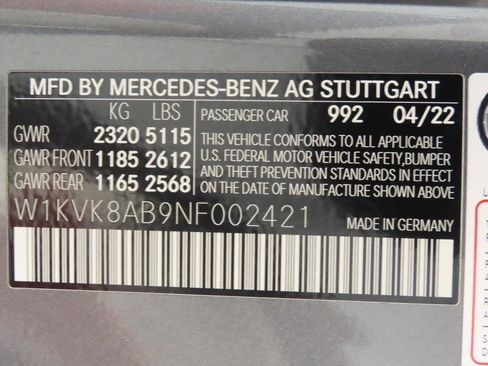 MFD BY MERCEDES-BENZ AG STUTTGART
KG LBS PASSENGER CAR 992 04/22
GVWR 2320 5115
GAWR FRONT 1185 2612
GAWR REAR 1165 2568
THIS VEHICLE CONFORMS TO ALL APPLICABLE
U.S. FEDERAL MOTOR VEHICLE SAFETY, BUMPER
AND THEFT PREVENTION STANDARDS IN EFFECT
ON THE DATE OF MANUFACTURE SHOWN ABOVE.
W1KVK8AB9NF002421
MADE IN GERMANY